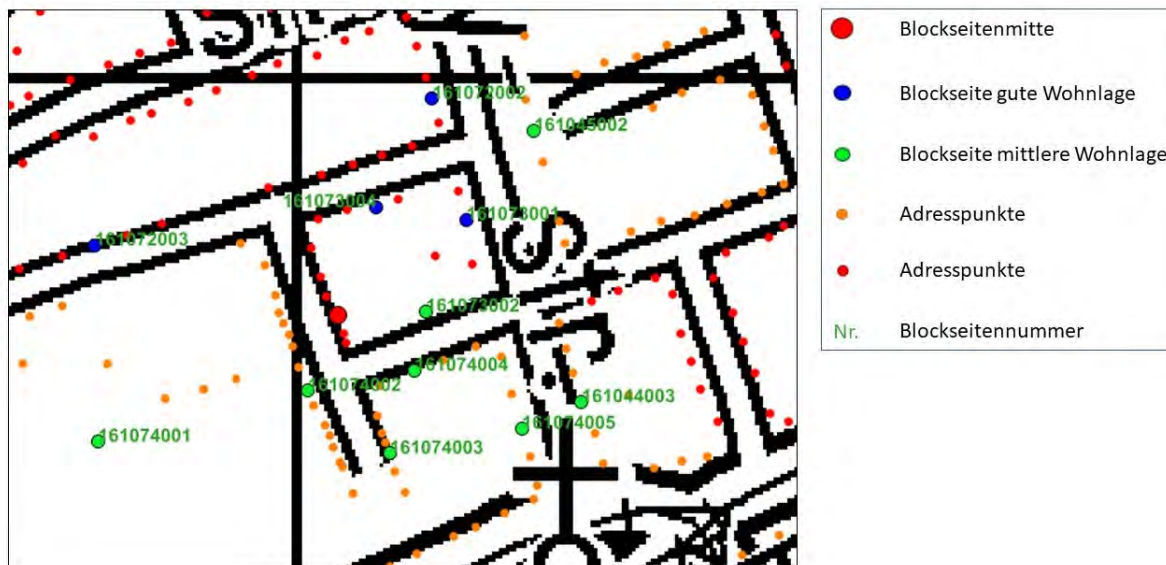 161072002
161045002
161073004
161073001
161072003
161073002
161074004
161074002
161044003
161074005
161074001
161074003
Blockseitenmitte
Blockseite gute Wohnlage
Blockseite mittlere Wohnlage
Adresspunkte
Adresspunkte
Nr. Blockseitennummer